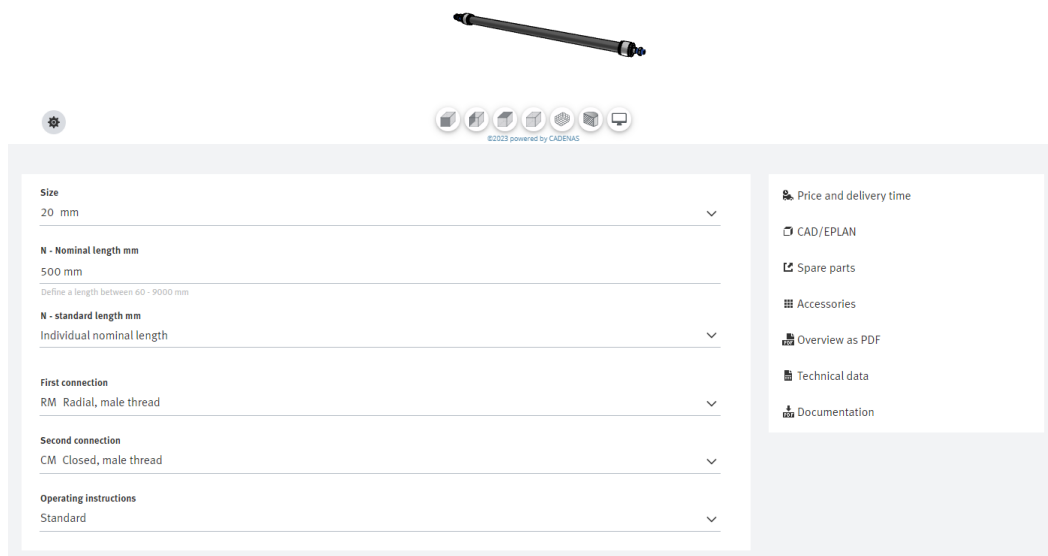 ©2023 powered by CADENAS
Size
20 mm
N - Nominal length mm
500 mm
Define a length between 60 - 9000 mm
N - standard length mm
Individual nominal length
First connection
RM Radial, male thread
Second connection
CM Closed, male thread
Operating instructions
Standard
Price and delivery time
CAD/EPLAN
Spare parts
Accessories
PDF Overview as PDF
Technical data
PDF Documentation